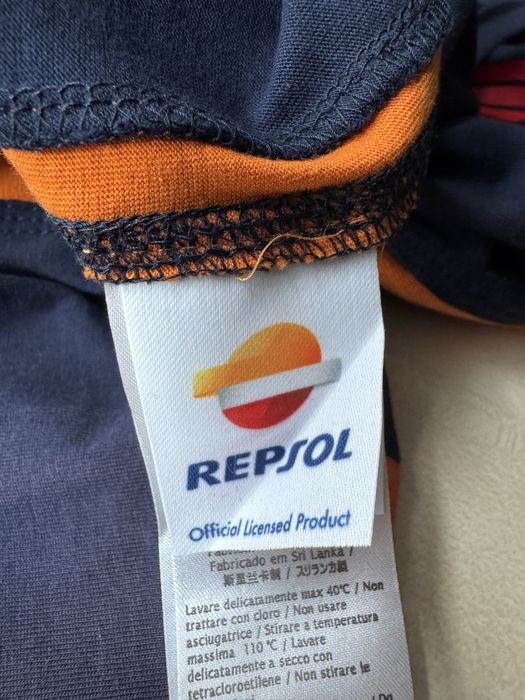 REPSOL
Official Licensed Product
Fabricado em Sri Lanka /
斯里兰卡製 / スリランカ製
Lavare delicatamente max 40℃ / Non
trattare con cloro / Non usare
asciugatrice / Stirare a temperatura
massima 110 ℃ / Lavare
delicatamente a secco con
tetracloroetilene / Non stirare le